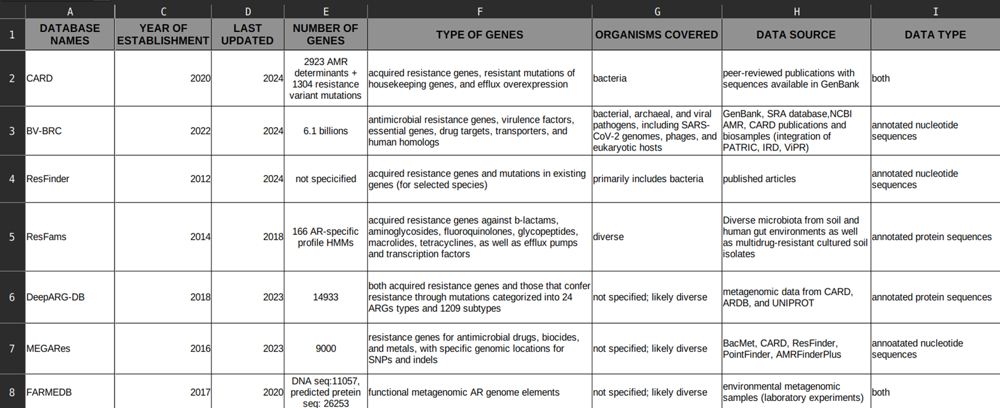 A C D E F G H I
1 DATABASE NAMES YEAR OF ESTABLISHMENT LAST UPDATED NUMBER OF GENES TYPE OF GENES ORGANISMS COVERED DATA SOURCE DATA TYPE
2 CARD 2020 2024
2923 AMR
determinants +
1304 resistance
variant mutations
acquired resistance genes, resistant mutations of
housekeeping genes, and efflux overexpression
bacteria
peer-reviewed publications with
sequences available in GenBank
both
3 BV-BRC 2022 2024 6.1 billions
antimicrobial resistance genes, virulence factors,
essential genes, drug targets, transporters, and
human homologs
bacterial, archaeal, and viral
pathogens, including SARS-
CoV-2 genomes, phages, and
eukaryotic hosts
GenBank, SRA database,NCBI
AMR, CARD publications and
biosamples (integration of
PATRIC, IRD, ViPR)
annotated nucleotide
sequences
4 ResFinder 2012 2024 not specicified
acquired resistance genes and mutations in existing
genes (for selected species)
primarily includes bacteria
published articles
annotated nucleotide
sequences
5 ResFams 2014 2018
166 AR-specific
profile HMMs
acquired resistance genes against b-lactams,
aminoglycosides, fluoroquinolones, glycopeptides,
macrolides, tetracyclines, as well as efflux pumps
and transcription factors
diverse
Diverse microbiota from soil and
human gut environments as well
as multidrug-resistant cultured soil
isolates
annotated protein sequences
6 DeepARG-DB 2018 2023 14933
both acquired resistance genes and those that confer
resistance through mutations categorized into 24
ARGs types and 1209 subtypes
not specified; likely diverse
metagenomic data from CARD,
ARDB, and UNIPROT
annotated protein sequences
7 MEGARes 2016 2023 9000
resistance genes for antimicrobial drugs, biocides,
and metals, with specific genomic locations for
SNPs and indels
not specified; likely diverse
BacMet, CARD, ResFinder,
PointFinder, AMRFinderPlus
annoatated nucleotide
sequences
8 FARMEDB 2017 2020
DNA seq:11057,
predicted pretein
seq: 26253
functional metagenomic AR genome elements
not specified; likely diverse
environmental metagenomic
samples (laboratory experiments)
both